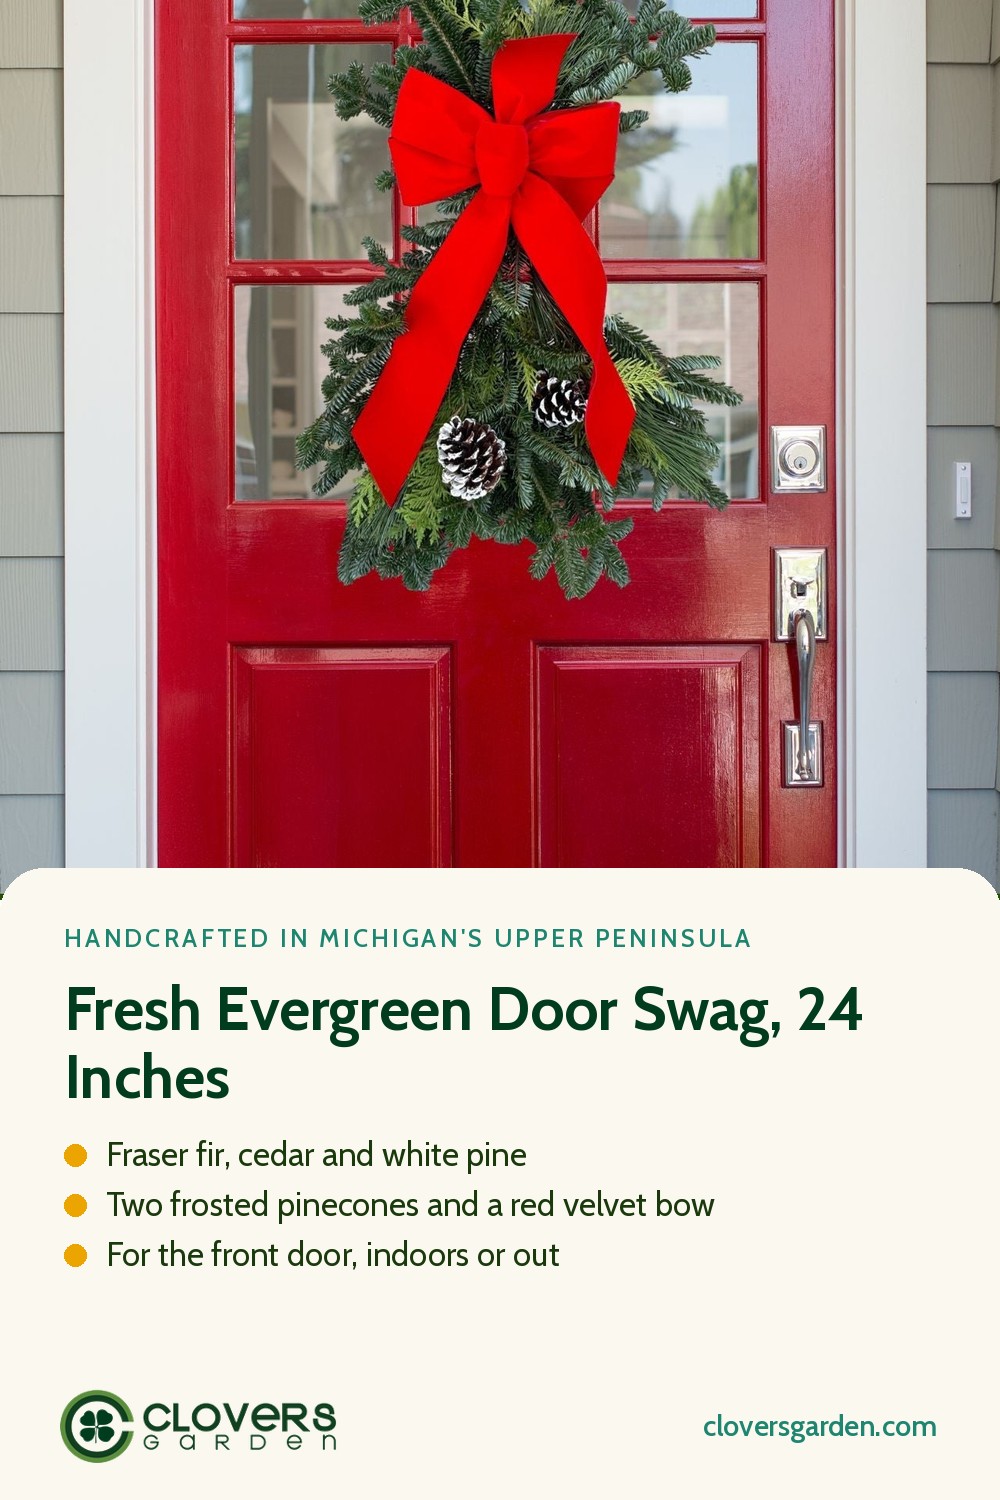 HANDCRAFTED IN MICHIGAN'S UPPER PENINSULA
Fresh Evergreen Door Swag, 24
Inches
Fraser fir, cedar and white pine
Two frosted pinecones and a red velvet bow
For the front door, indoors or out
CLOVERS
GARDEN
cloversgarden.com